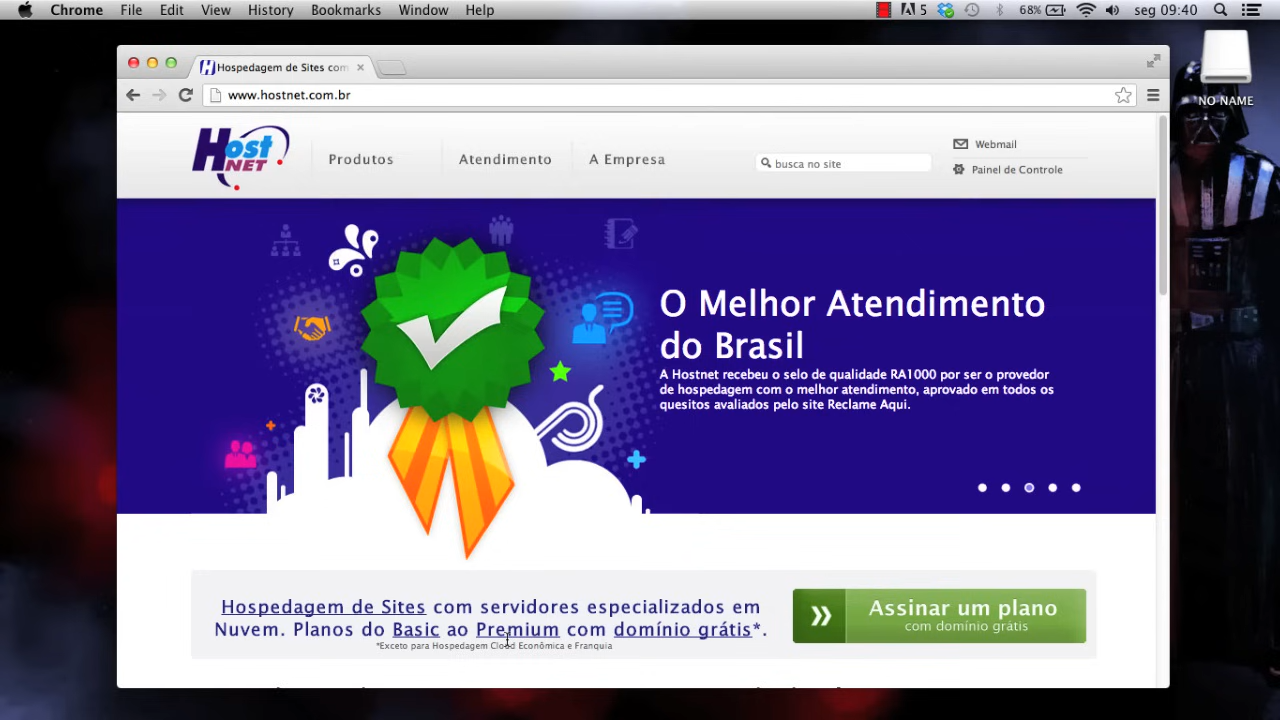 Chrome File Edit View History Bookmarks Window Help 5 68% seg 09:40
Hospedagem de Sites com
www.hostnet.com.br
NO NAME
HOST NET
Produtos Atendimento A Empresa
busca no site
Webmail
Painel de Controle
O Melhor Atendimento
do Brasil
A Hostnet recebeu o selo de qualidade RA1000 por ser o provedor
de hospedagem com o melhor atendimento, aprovado em todos os
quesitos avaliados pelo site Reclame Aqui.
Hospedagem de Sites com servidores especializados em
Nuvem. Planos do Basic ao Premium com domínio grátis*.
*Exceto para Hospedagem Cloud Econômica e Franquia
Assinar um plano
com domínio grátis